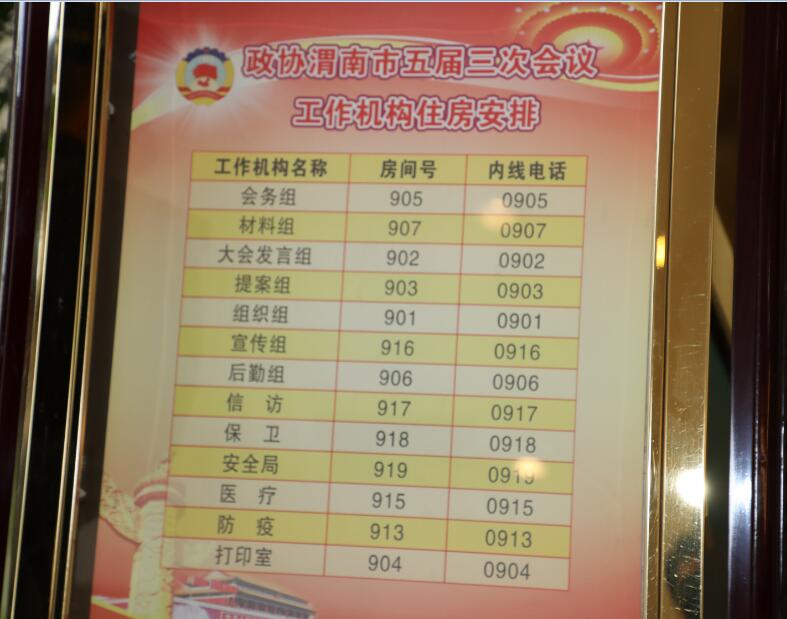 政协渭南市五届三次会议
工作机构住房安排
工作机构名称 房间号 内线电话
会务组 905 0905
材料组 907 0907
大会发言组 902 0902
提案组 903 0903
组织组 901 0901
宣传组 916 0916
后勤组 906 0906
信 访 917 0917
保 卫 918 0918
安全局 919 0919
医 疗 915 0915
防 疫 913 0913
打印室 904 0904